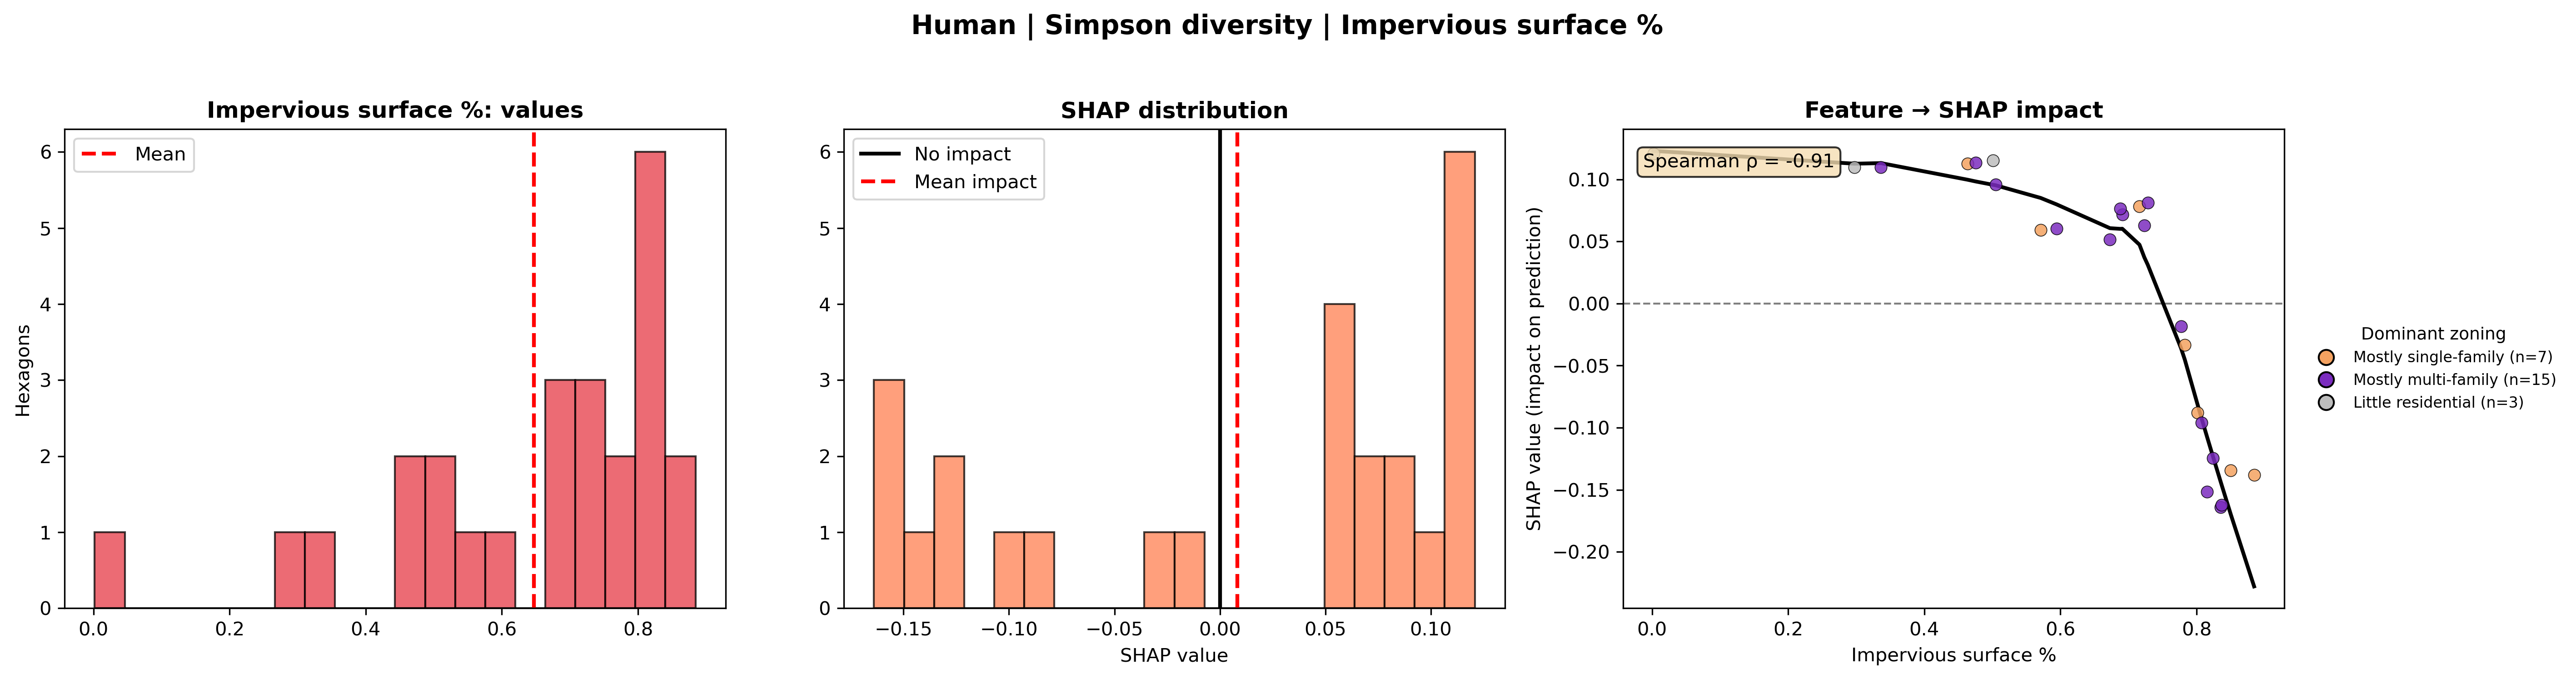 Human | Simpson diversity | Impervious surface %
Impervious surface %: values
Mean
6
5
4
3
2
1
0
Hexagons
0.0 0.2 0.4 0.6 0.8
SHAP distribution
No impact
Mean impact
6
5
4
3
2
1
0
−0.15 −0.10 −0.05 0.00 0.05 0.10
SHAP value
Feature → SHAP impact
Spearman ρ = -0.91
0.10
0.05
0.00
−0.05
−0.10
−0.15
−0.20
SHAP value (impact on prediction)
0.0 0.2 0.4 0.6 0.8
Impervious surface %
Dominant zoning
Mostly single-family (n=7)
Mostly multi-family (n=15)
Little residential (n=3)